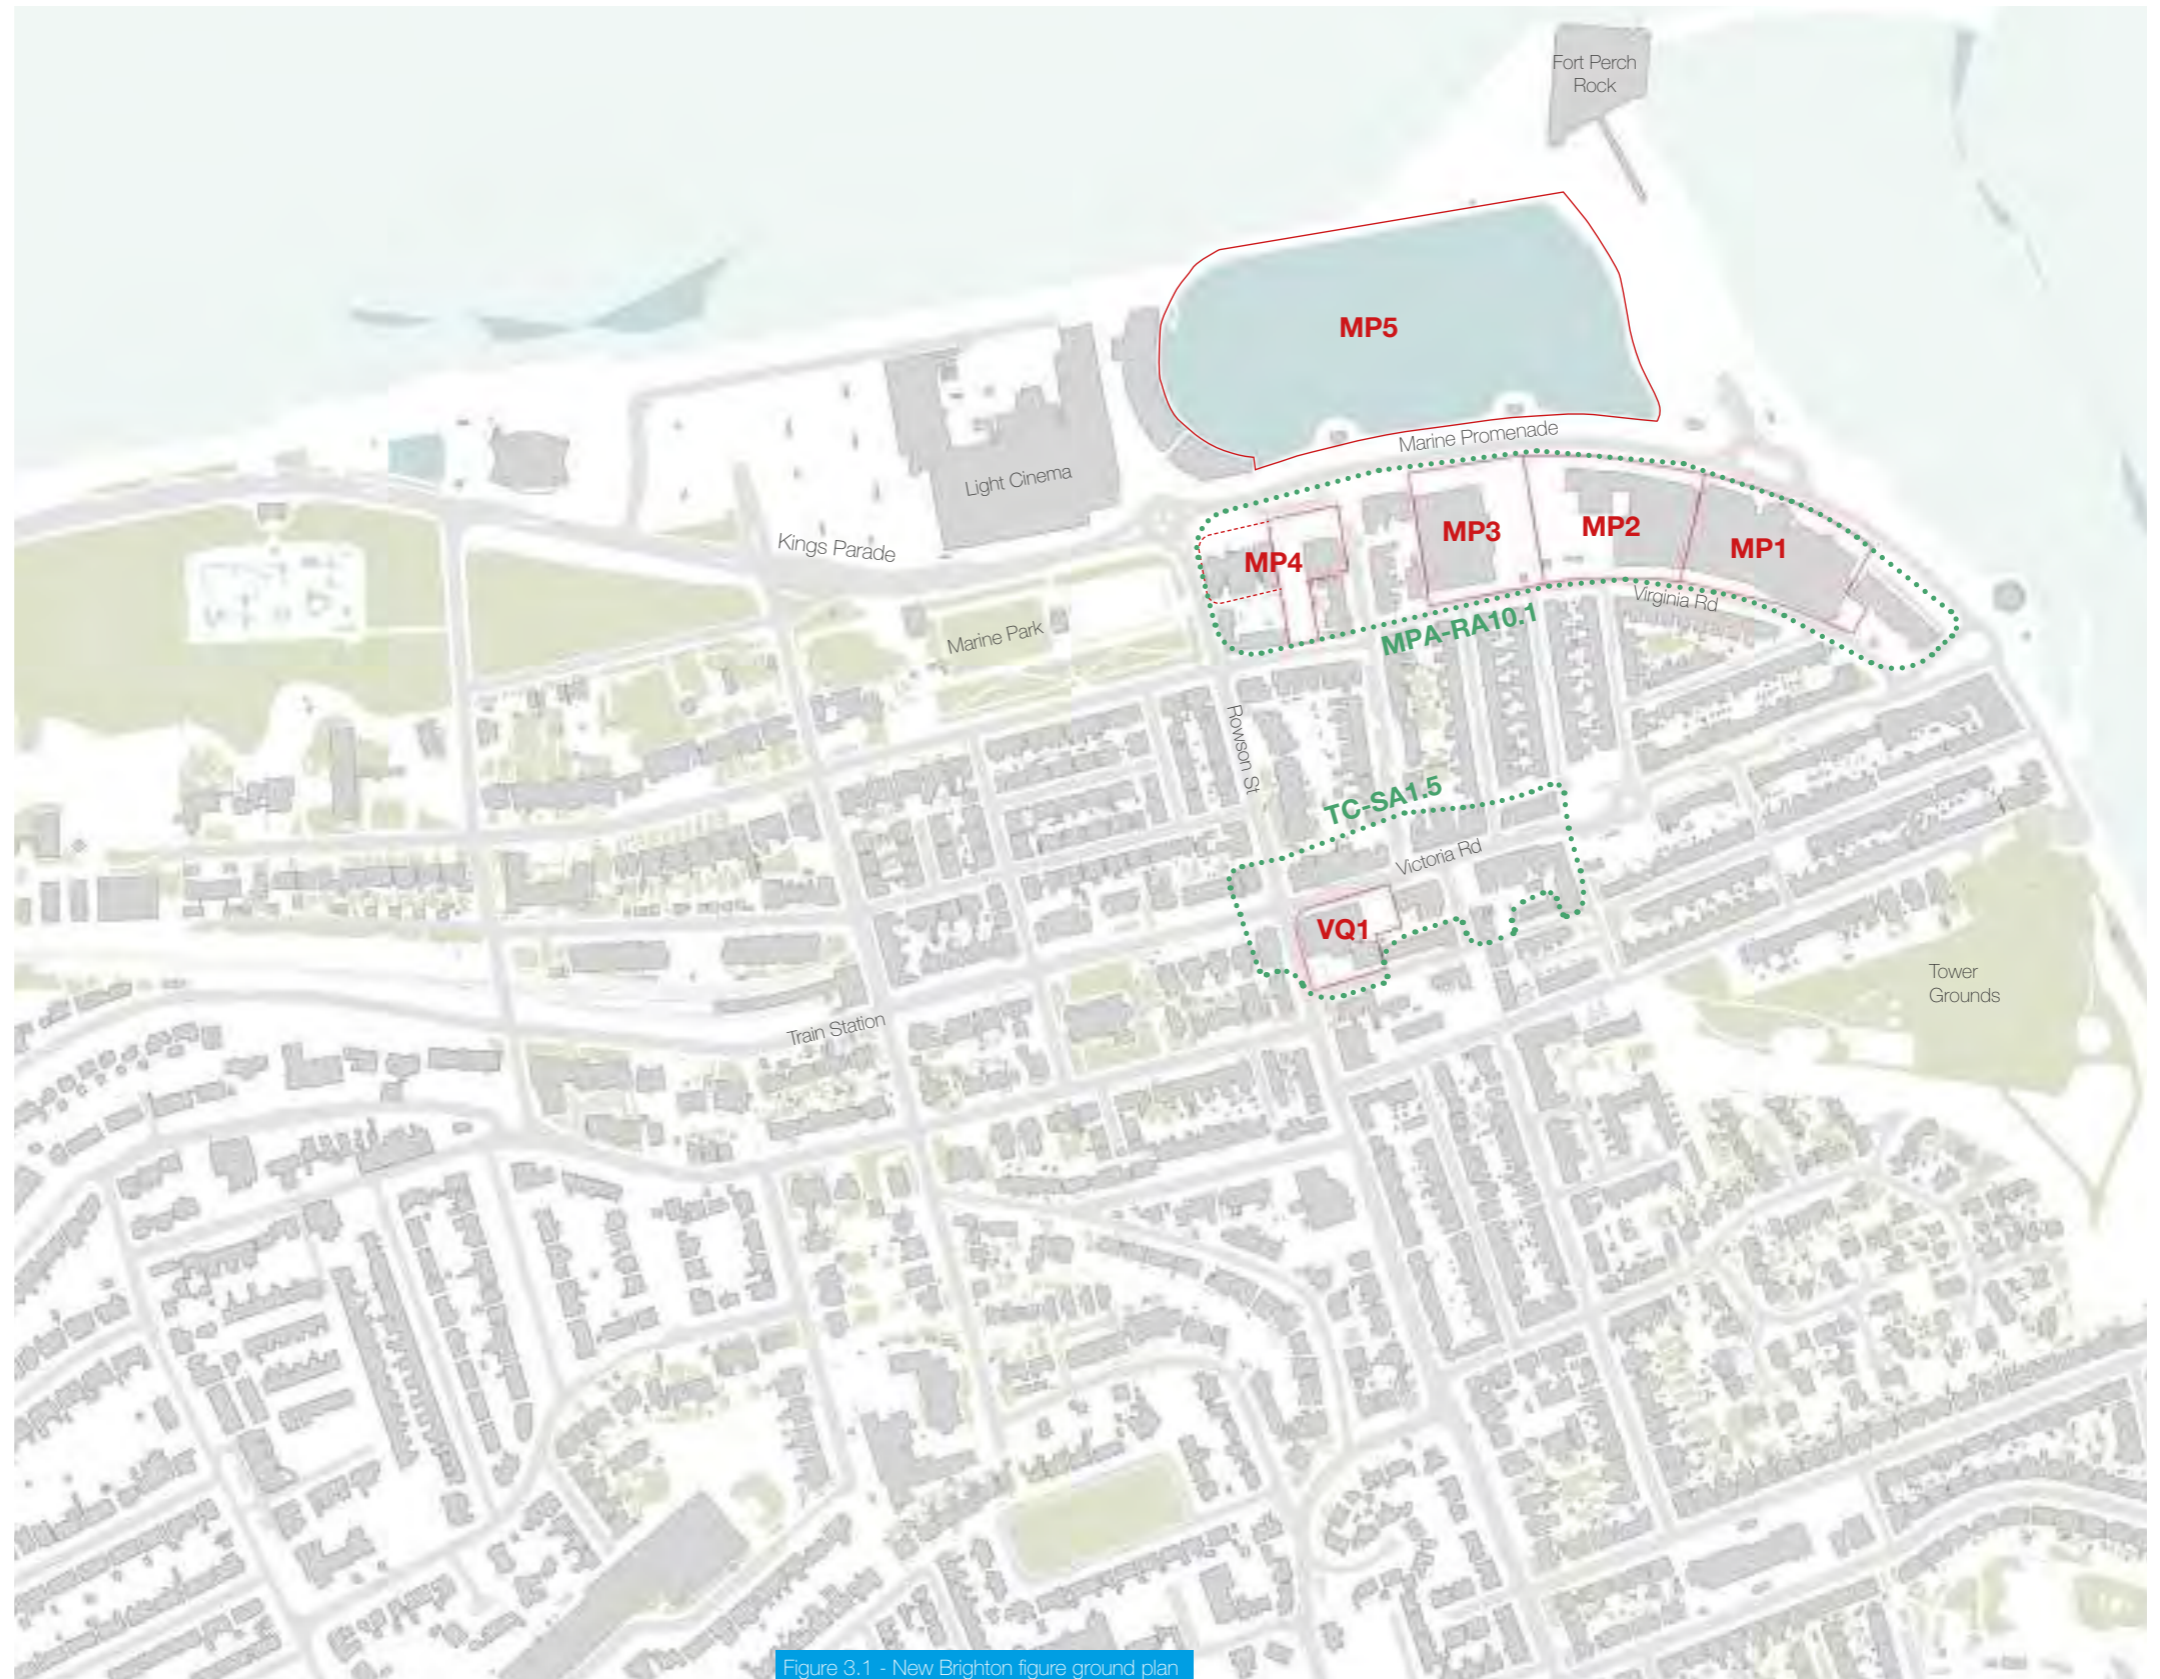 Fort Perch
Rock
MP5
Marine Promenade
Light Cinema
Kings Parade
MP4
MP3
MP2
MP1
Virginia Rd
MPA-RA10.1
Marine Park
Rowson St
TC-SA1.5
Victoria Rd
VQ1
Tower
Grounds
Train Station
Figure 3.1 - New Brighton figure ground plan